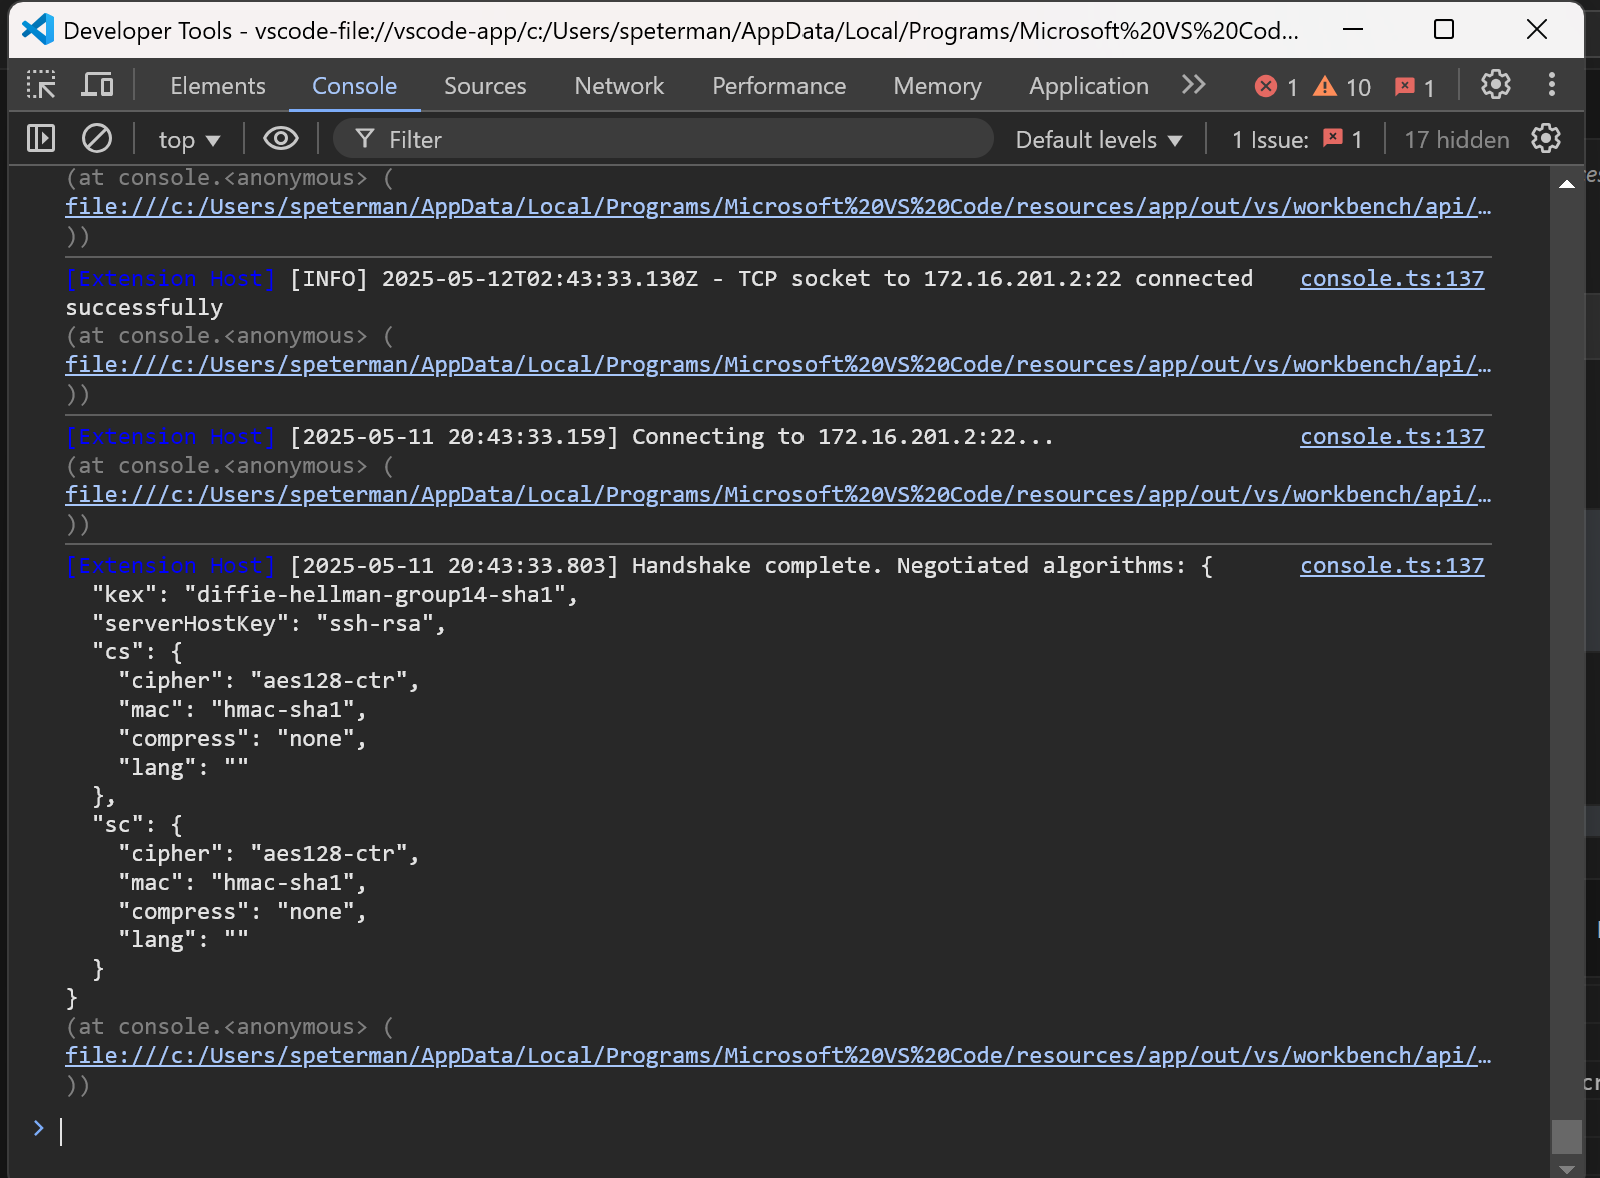 Developer Tools - vscode-file://vscode-app/c:/Users/speterman/AppData/Local/Programs/Microsoft%20VS%20Cod...
Elements Console Sources Network Performance Memory Application 1 10 1
top Filter Default levels 1 Issue: 1 17 hidden
(at console.<anonymous> (
file:///c:/Users/speterman/AppData/Local/Programs/Microsoft%20VS%20Code/resources/app/out/vs/workbench/api/…
))
[Extension Host] [INFO] 2025-05-12T02:43:33.130Z - TCP socket to 172.16.201.2:22 connected console.ts:137
successfully
(at console.<anonymous> (
file:///c:/Users/speterman/AppData/Local/Programs/Microsoft%20VS%20Code/resources/app/out/vs/workbench/api/…
))
[Extension Host] [2025-05-11 20:43:33.159] Connecting to 172.16.201.2:22... console.ts:137
(at console.<anonymous> (
file:///c:/Users/speterman/AppData/Local/Programs/Microsoft%20VS%20Code/resources/app/out/vs/workbench/api/…
))
[Extension Host] [2025-05-11 20:43:33.803] Handshake complete. Negotiated algorithms: { console.ts:137
"kex": "diffie-hellman-group14-sha1",
"serverHostKey": "ssh-rsa",
"cs": {
"cipher": "aes128-ctr",
"mac": "hmac-sha1",
"compress": "none",
"lang": ""
},
"sc": {
"cipher": "aes128-ctr",
"mac": "hmac-sha1",
"compress": "none",
"lang": ""
}
}
(at console.<anonymous> (
file:///c:/Users/speterman/AppData/Local/Programs/Microsoft%20VS%20Code/resources/app/out/vs/workbench/api/…
))